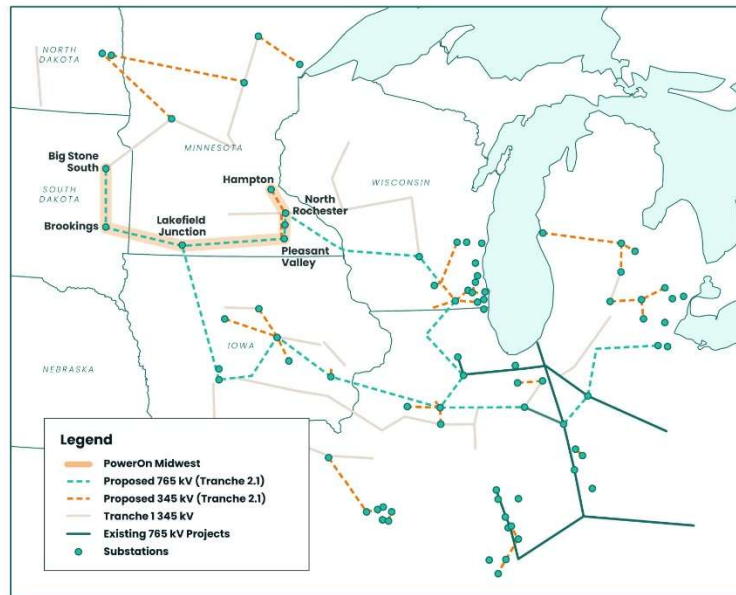 NORTH
DAKOTA
MINNESOTA
Big Stone
South
SOUTH
DAKOTA
Hampton
WISCONSIN
North
Rochester
Brookings
Lakefield
Junction
Pleasant
Valley
IOWA
NEBRASKA
Legend
PowerOn Midwest
Proposed 765 kV (Tranche 2.1)
Proposed 345 kV (Tranche 2.1)
Tranche 1 345 kV
Existing 765 kV Projects
Substations